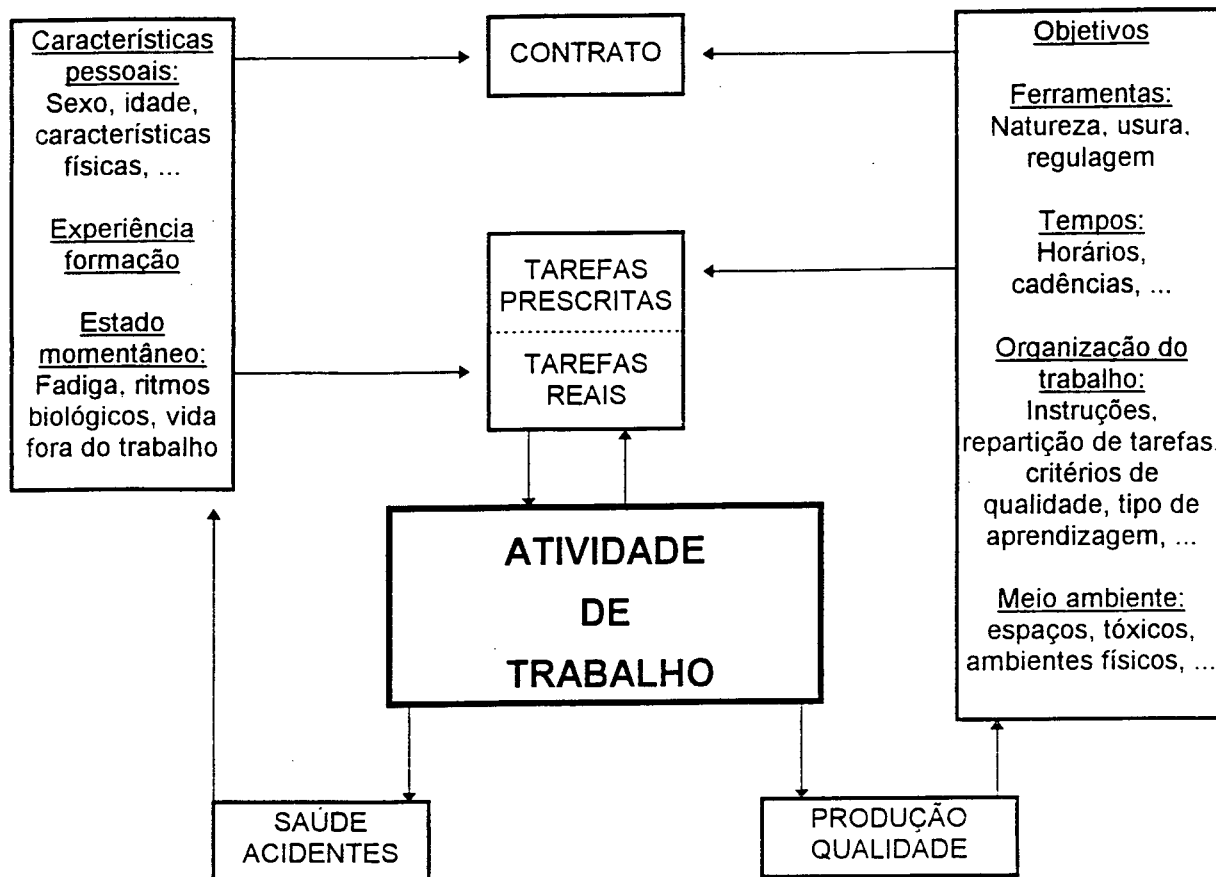 Características
pessoais:
Sexo, idade,
características
físicas, ...
Experiência
formação
Estado
momentâneo:
Fadiga, ritmos
biológicos, vida
fora do trabalho
CONTRATO
TAREFAS
PRESCRITAS
TAREFAS
REAIS
ATIVIDADE
DE
TRABALHO
SAÚDE
ACIDENTES
PRODUÇÃO
QUALIDADE
Objetivos
Ferramentas:
Natureza, usura,
regulagem
Tempos:
Horários,
cadências, ...
Organização do
trabalho:
Instruções,
repartição de tarefas,
critérios de
qualidade, tipo de
aprendizagem, ...
Meio ambiente:
espaços, tóxicos,
ambientes físicos, ...